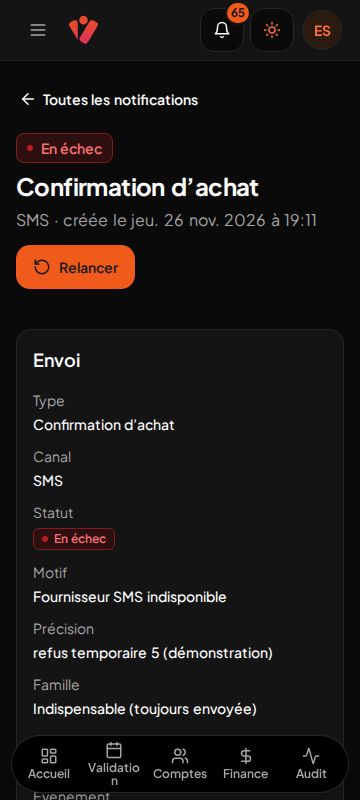 65
ES
Toutes les notifications
En échec
Confirmation d’achat
SMS · créée le jeu. 26 nov. 2026 à 19:11
Relancer
Envoi
Type
Confirmation d’achat
Canal
SMS
Statut
En échec
Motif
Fournisseur SMS indisponible
Précision
refus temporaire 5 (démonstration)
Famille
Indispensable (toujours envoyée)
Accueil
Validatio
n
Comptes
Finance
Audit
Evenement